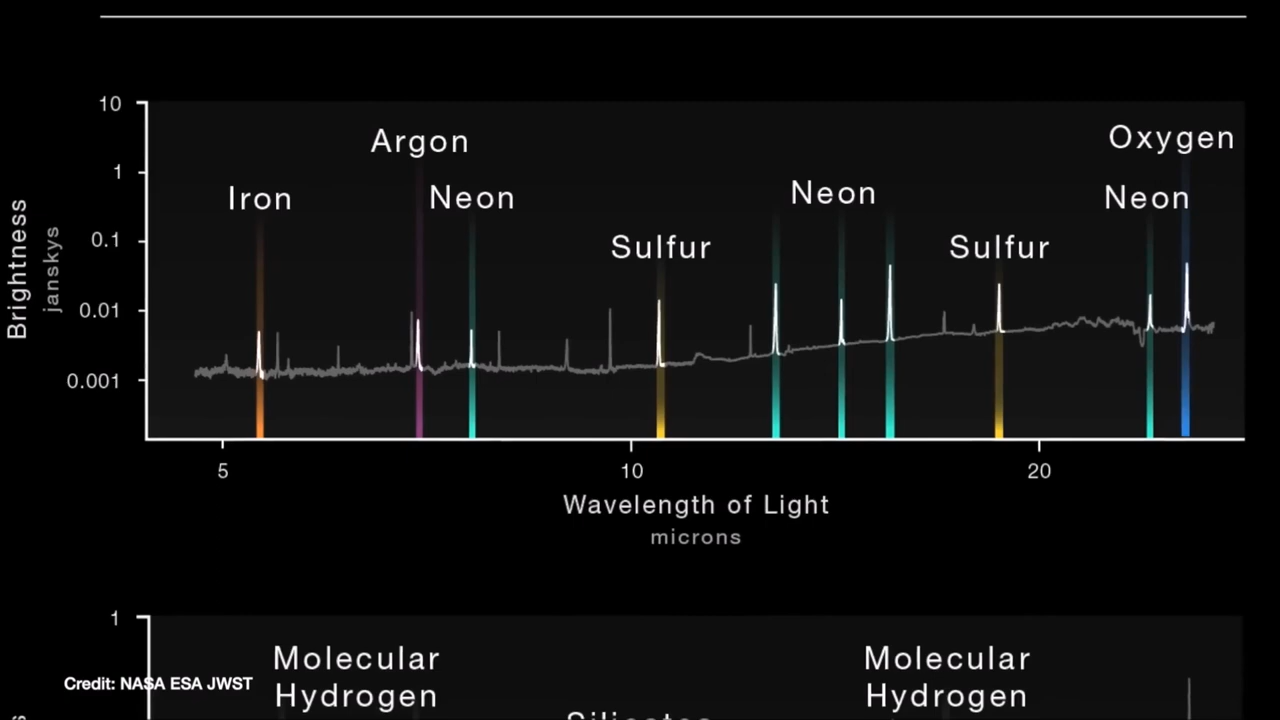 10
Argon
Oxygen
1
Iron
Neon
Neon
Neon
0.1
Sulfur
Sulfur
Brightness
janskys
0.01
0.001
5
10
20
Wavelength of Light
microns
1
Molecular
Hydrogen
Molecular
Hydrogen
Credit: NASA ESA JWST
Silicates